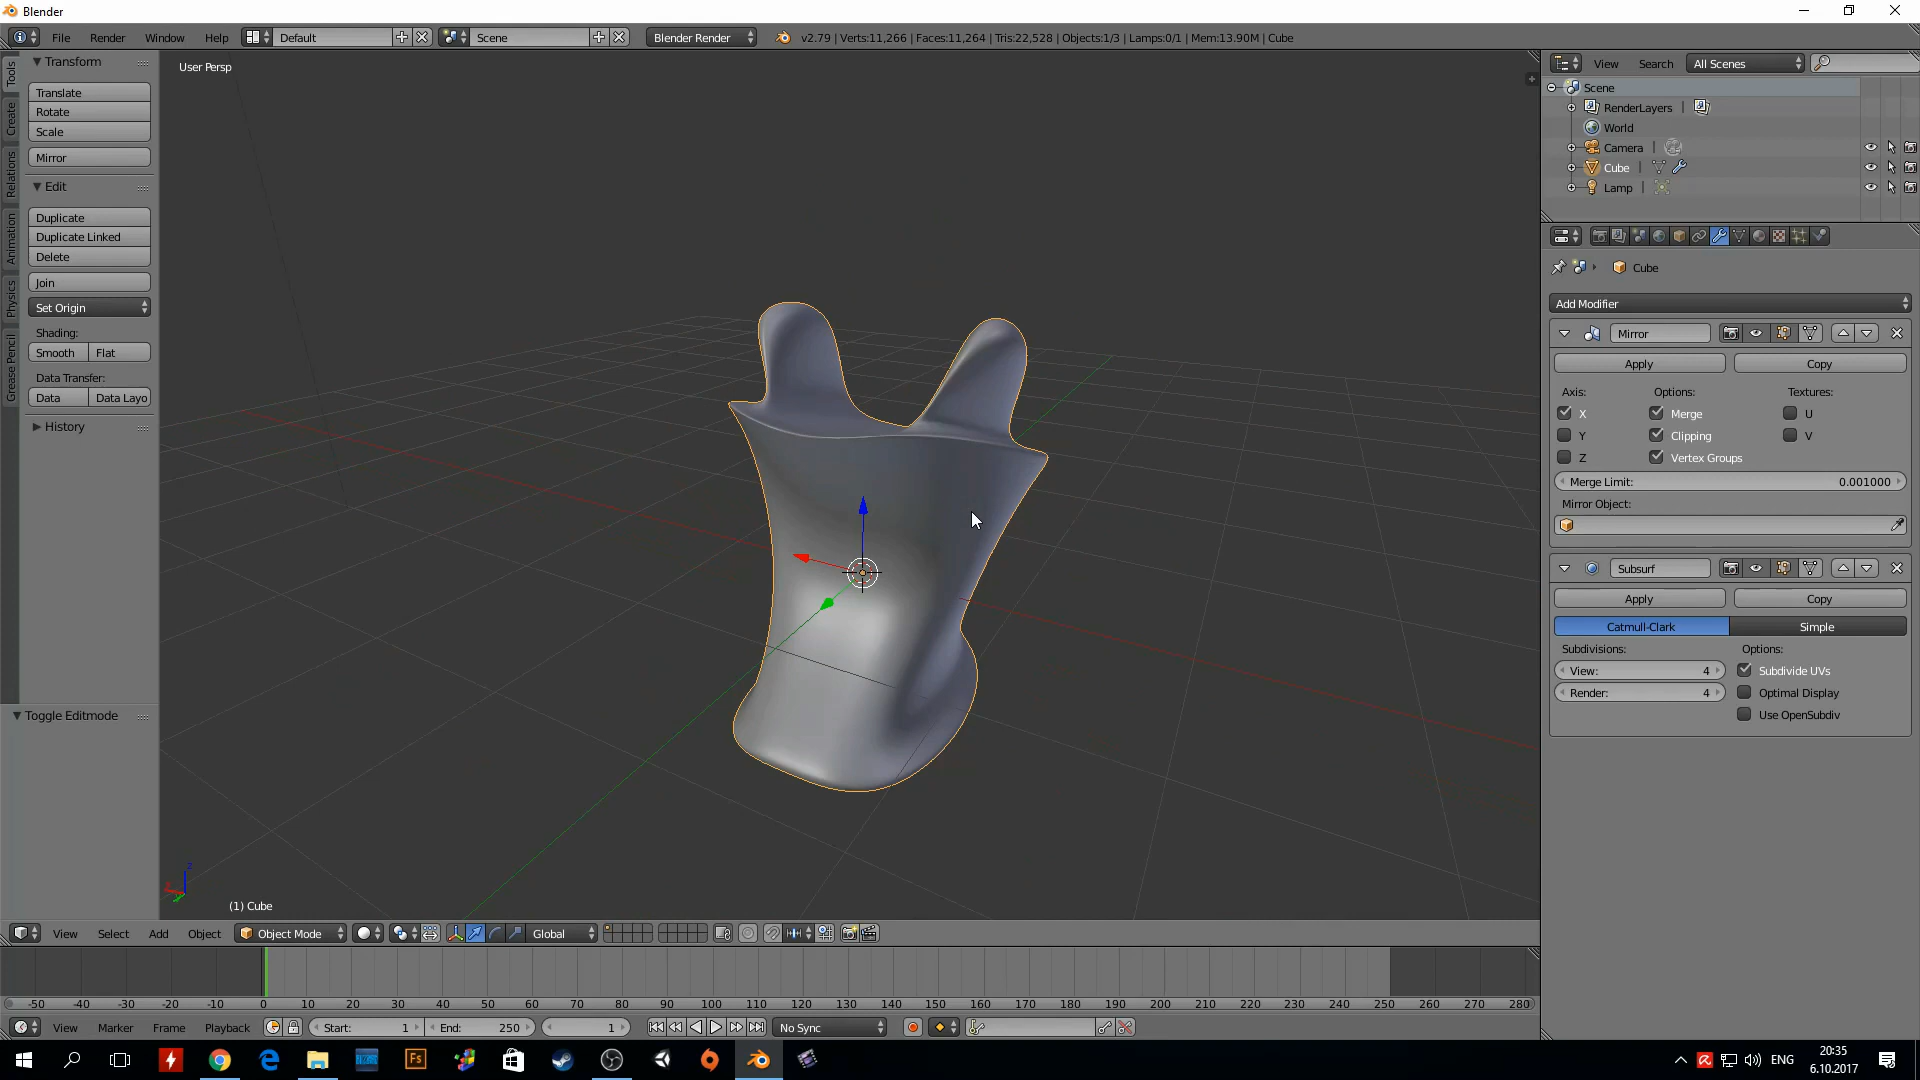 Blender
File Render Window Help Default Scene Blender Render v2.79 | Verts:11,266 | Faces:11,264 | Tris:22,528 | Objects:1/3 | Lamps:0/1 | Mem:13.90M | Cube
Tools
Create
Relations
Animation
Physics
Grease Pencil
Transform
Translate
Rotate
Scale
Mirror
Edit
Duplicate
Duplicate Linked
Delete
Join
Set Origin
Shading:
Smooth Flat
Data Transfer:
Data Data Layo
History
Toggle Editmode
User Persp
z
(1) Cube
View Search All Scenes
Scene
RenderLayers |
World
Camera |
Cube |
Lamp |
Cube
Add Modifier
Mirror
Apply Copy
Axis: Options: Textures:
X Merge U
Y Clipping V
Z Vertex Groups
Merge Limit: 0.001000
Mirror Object:
Subsurf
Apply Copy
Catmull-Clark Simple
Subdivisions: Options:
View: 4 Subdivide UVs
Render: 4 Optimal Display
Use OpenSubdiv
View Select Add Object Object Mode Global
-50 -40 -30 -20 -10 0 10 20 30 40 50 60 70 80 90 100 110 120 130 140 150 160 170 180 190 200 210 220 230 240 250 260 270 280
View Marker Frame Playback Start: 1 End: 250 1 No Sync
Fs ENG 20:35
6.10.2017